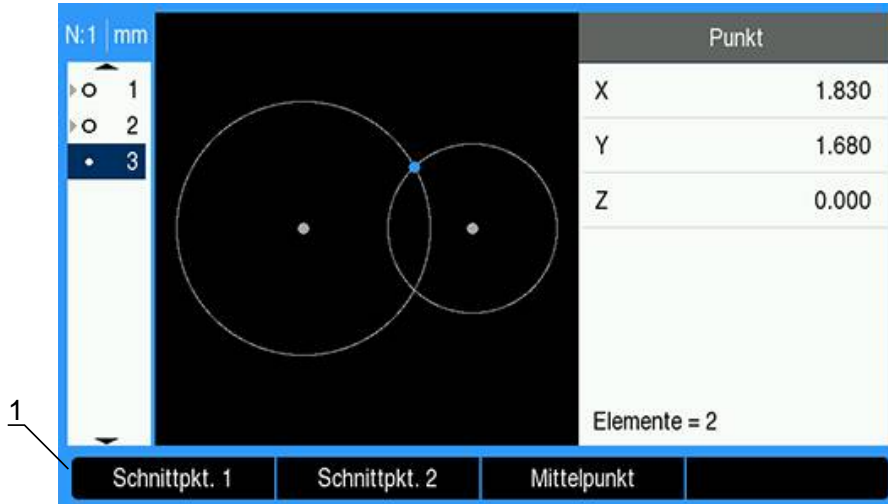 N:1 mm
Punkt
1
2
3
X 1.830
Y 1.680
Z 0.000
Elemente = 2
1
Schnittpkt. 1 Schnittpkt. 2 Mittelpunkt